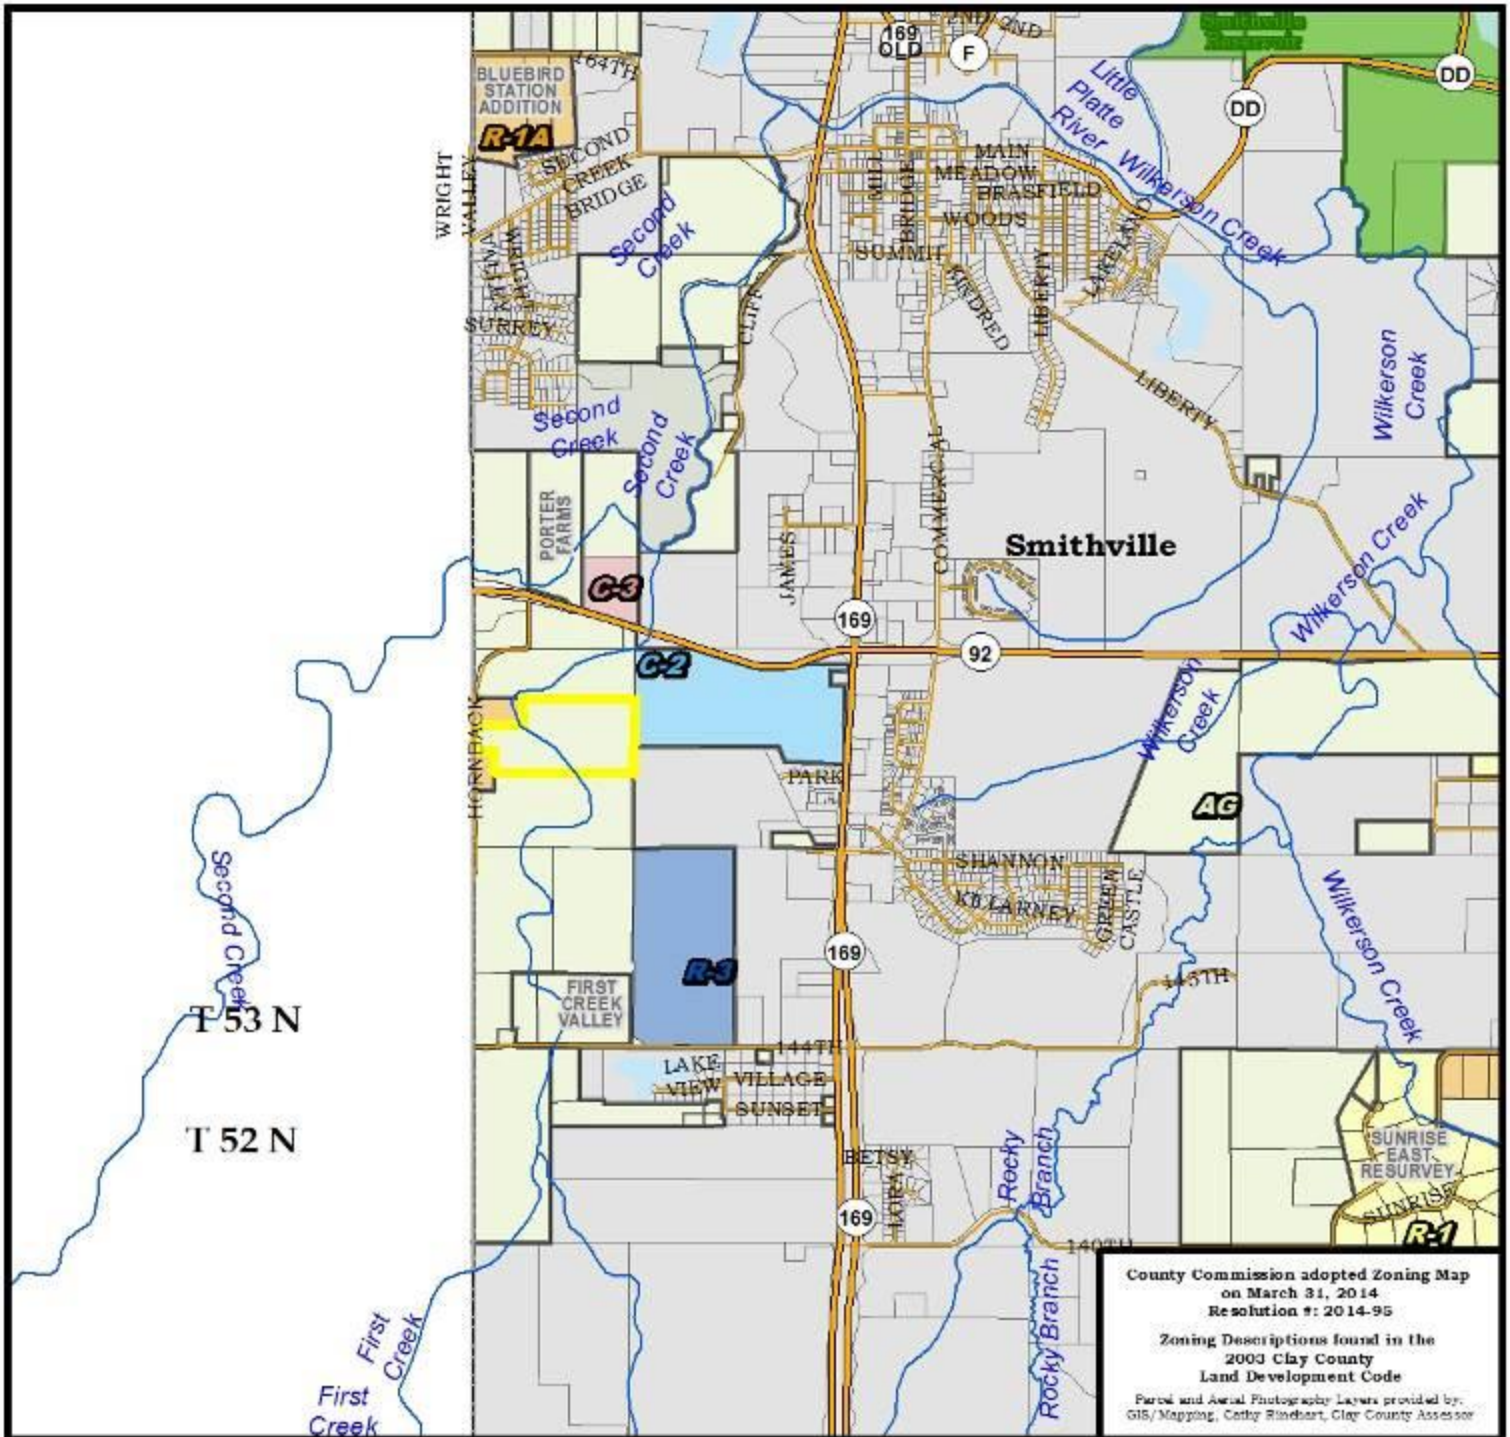 Smithville
Reservoir
169
OLD
2ND
F
DD
DD
164TH
BLUEBIRD
STATION
ADDITION
R-1A
Little
Platte
River
WRIGHT
VALLEY
SECOND
CREEK
BRIDGE
MAIN
MEADOW
BRASFIELD
WOODS
MILL
BRIDGE
SUMMIT
LAKELAND
Wilkerson Creek
Second
Creek
WRIGHT
VALLEY
SURREY
CLIFF
KINDRED
LIBERTY
LIBERTY
Wilkerson
Creek
Second
Creek
Second
Creek
PORTER
FARMS
C-3
JAMES
COMMERCIAL
Smithville
Wilkerson Creek
169
92
C-2
HORNBACK
PARK
Wilkerson
Creek
AG
SHANNON
KILLARNEY
GREEN
CASTLE
Wilkerson Creek
Second Creek
169
R-3
145TH
FIRST
CREEK
VALLEY
T 53 N
144TH
LAKE
VIEW
VILLAGE
SUNSET
T 52 N
BETSY
LORA
Rocky
Branch
169
SUNRISE
EAST
RESURVEY
SUNRISE
R-1
140TH
Rocky Branch
First
Creek
First
Creek
County Commission adopted Zoning Map
on March 31, 2014
Resolution #: 2014-95
Zoning Descriptions found in the
2003 Clay County
Land Development Code
Parcel and Aerial Photography Layers provided by:
GIS/Mapping, Cathy Rinehart, Clay County Assessor